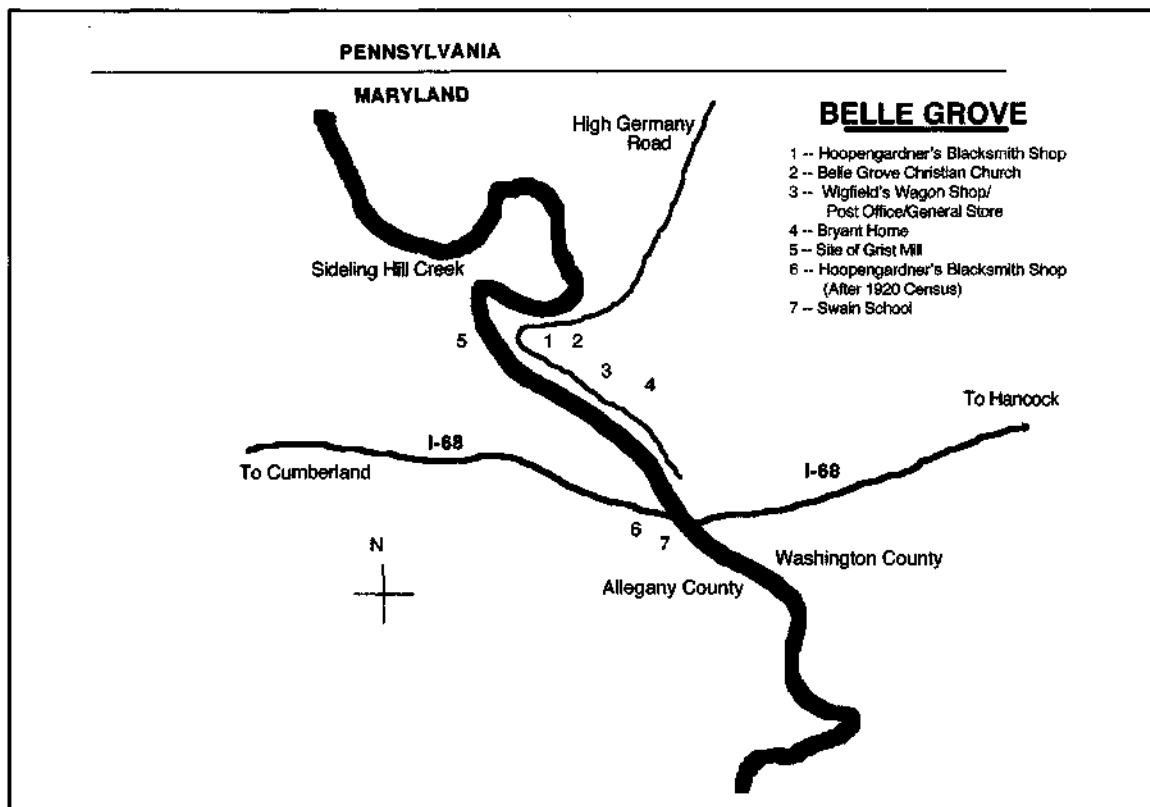 PENNSYLVANIA
MARYLAND
High Germany
Road
BELLE GROVE
1 -- Hoopengardner's Blacksmith Shop
2 -- Belle Grove Christian Church
3 -- Wigfield's Wagon Shop/
Post Office/General Store
4 -- Bryant Home
5 -- Site of Grist Mill
6 -- Hoopengardner's Blacksmith Shop
(After 1920 Census)
7 -- Swain School
Sideling Hill Creek
5
1
2
3
4
To Hancock
I-68
To Cumberland
I-68
6
7
N
Washington County
Allegany County